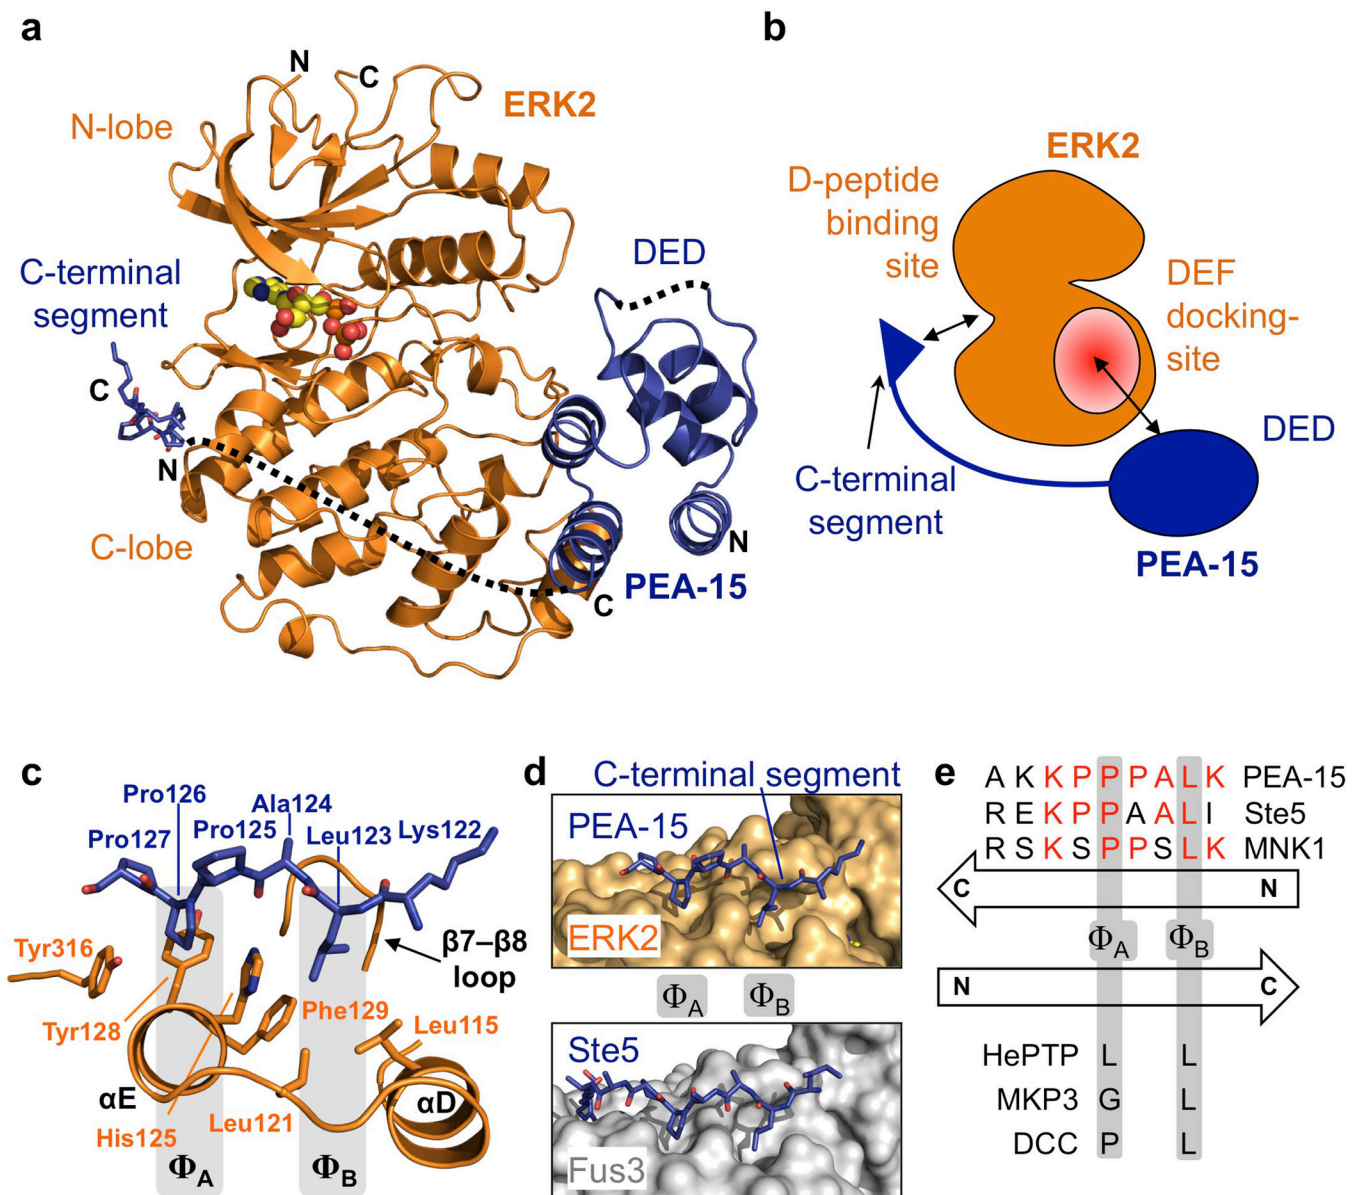 a
N
C
ERK2
N-lobe
DED
C-terminal
segment
C
N
C-lobe
N
PEA-15
C
b
ERK2
D-peptide
binding
site
DEF
docking-
site
DED
C-terminal
segment
PEA-15
c
Pro126
Ala124
Pro127
Pro125
Leu123
Lys122
β7–β8
loop
Tyr316
Tyr128
Phe129
Leu115
αE
His125
Leu121
αD
ΦA
ΦB
d
C-terminal segment
PEA-15
ERK2
ΦA
ΦB
Ste5
Fus3
e
A K K P P P A L K PEA-15
R E K P P A A L I Ste5
R S K S P P S L K MNK1
C N
ΦA ΦB
N C
HePTP L L
MKP3 G L
DCC P L